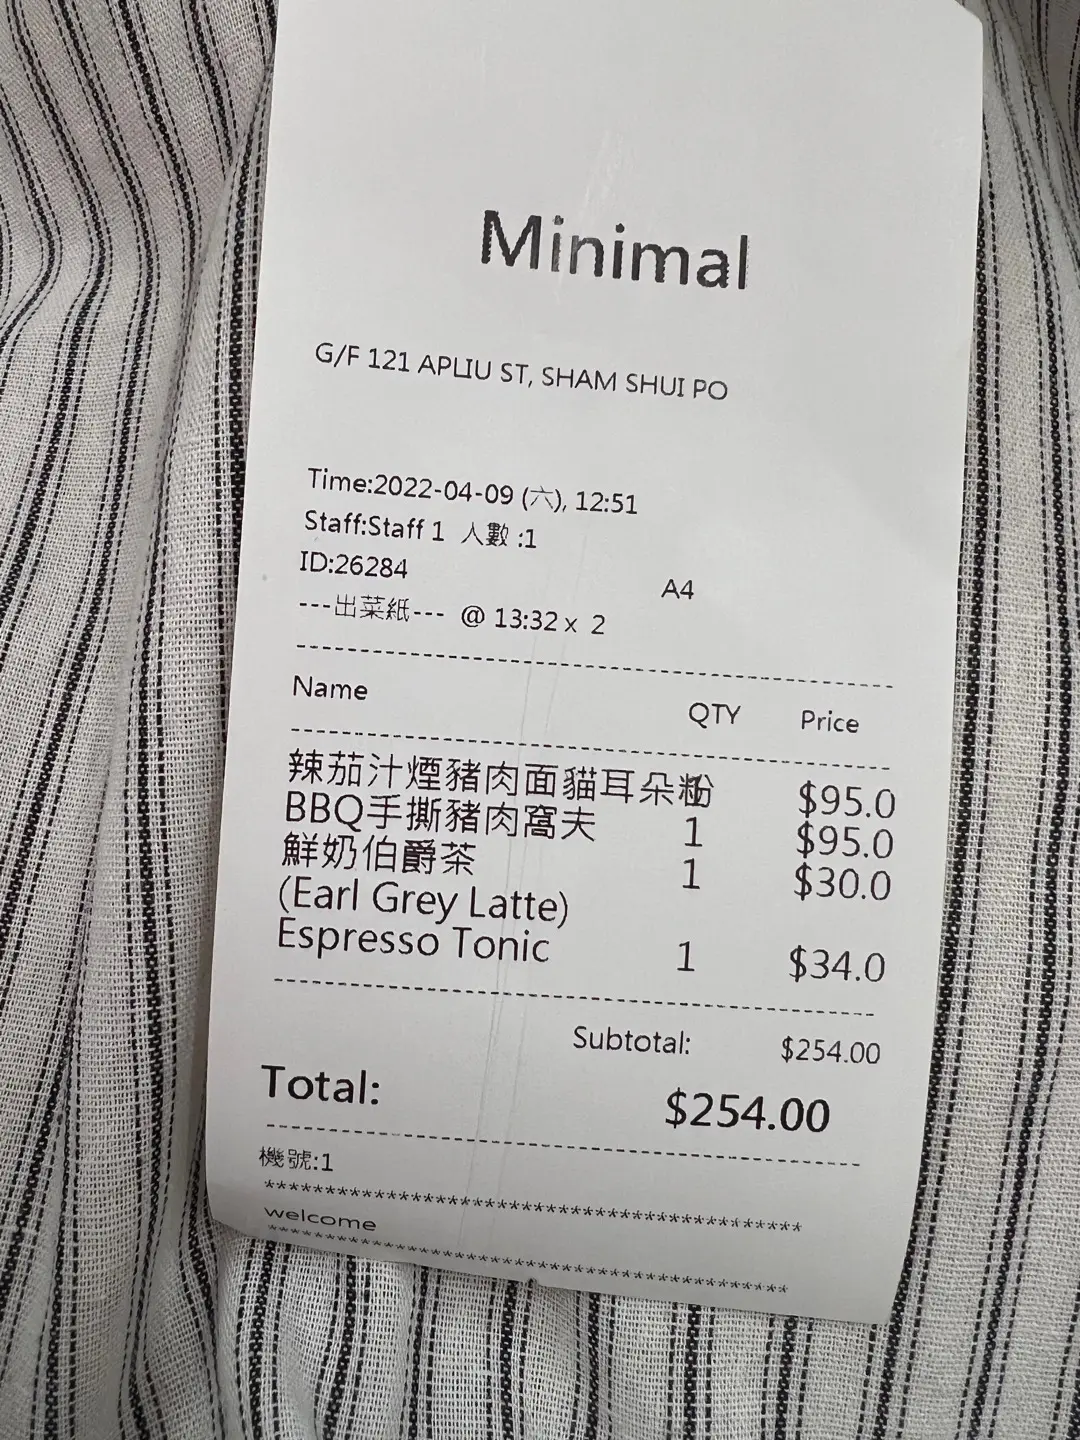 Minimal
G/F 121 APLIU ST, SHAM SHUI PO
Time:2022-04-09 (六), 12:51
Staff:Staff 1 人數 :1
ID:26284 A4
---出菜紙--- @ 13:32 x 2
Name QTY Price
辣茄汁煙豬肉面貓耳朵粉 $95.0
BBQ手撕豬肉窩夫 1 $95.0
鮮奶伯爵茶 1 $30.0
(Earl Grey Latte)
Espresso Tonic 1 $34.0
Subtotal: $254.00
Total: $254.00
機號:1
******************************************
welcome
******************************************